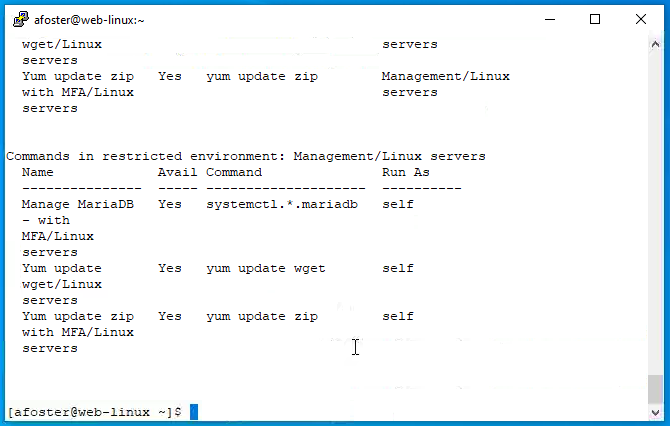 afoster@web-linux:~
wget/Linux servers
servers
Yum update zip Yes yum update zip Management/Linux
with MFA/Linux servers
servers
Commands in restricted environment: Management/Linux servers
Name Avail Command Run As
--------------- ----- -------------------- ----------
Manage MariaDB Yes systemctl.*.mariadb self
- with
MFA/Linux
servers
Yum update Yes yum update wget self
wget/Linux
servers
Yum update zip Yes yum update zip self
with MFA/Linux
servers
[afoster@web-linux ~]$